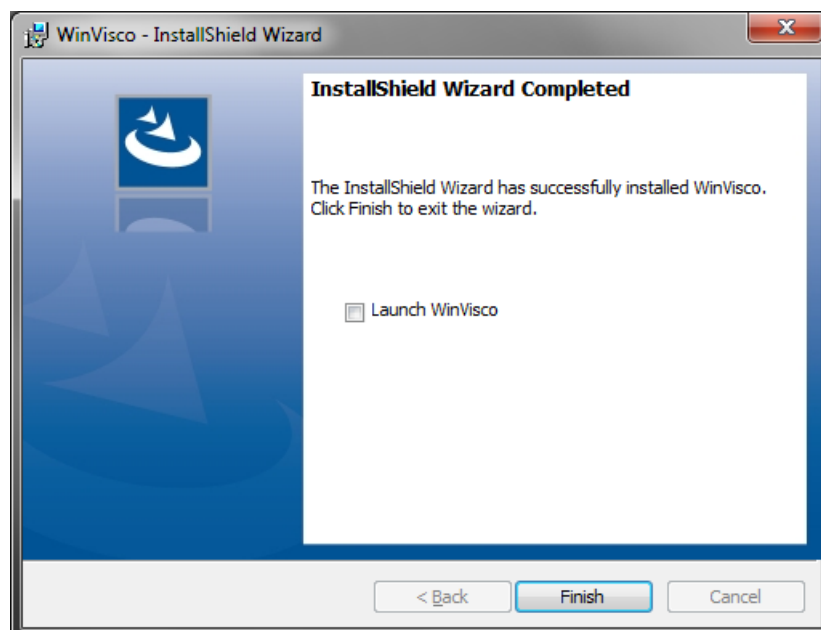 WinVisco - InstallShield Wizard
InstallShield Wizard Completed
The InstallShield Wizard has successfully installed WinVisco.
Click Finish to exit the wizard.
Launch WinVisco
< Back
Finish
Cancel